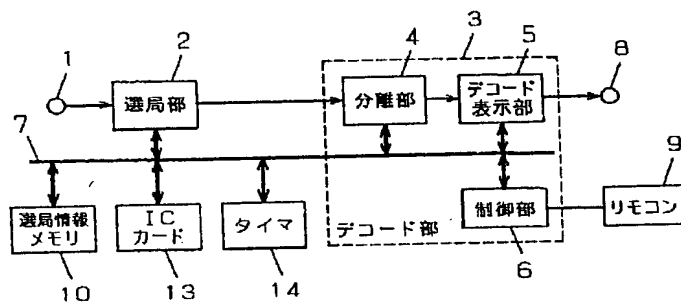 1
2
選局部
3
4
分離部
5
デコード
表示部
8
7
選局情報
メモリ
10
IC
カード
13
タイマ
14
デコード部
制御部
6
9
リモコン